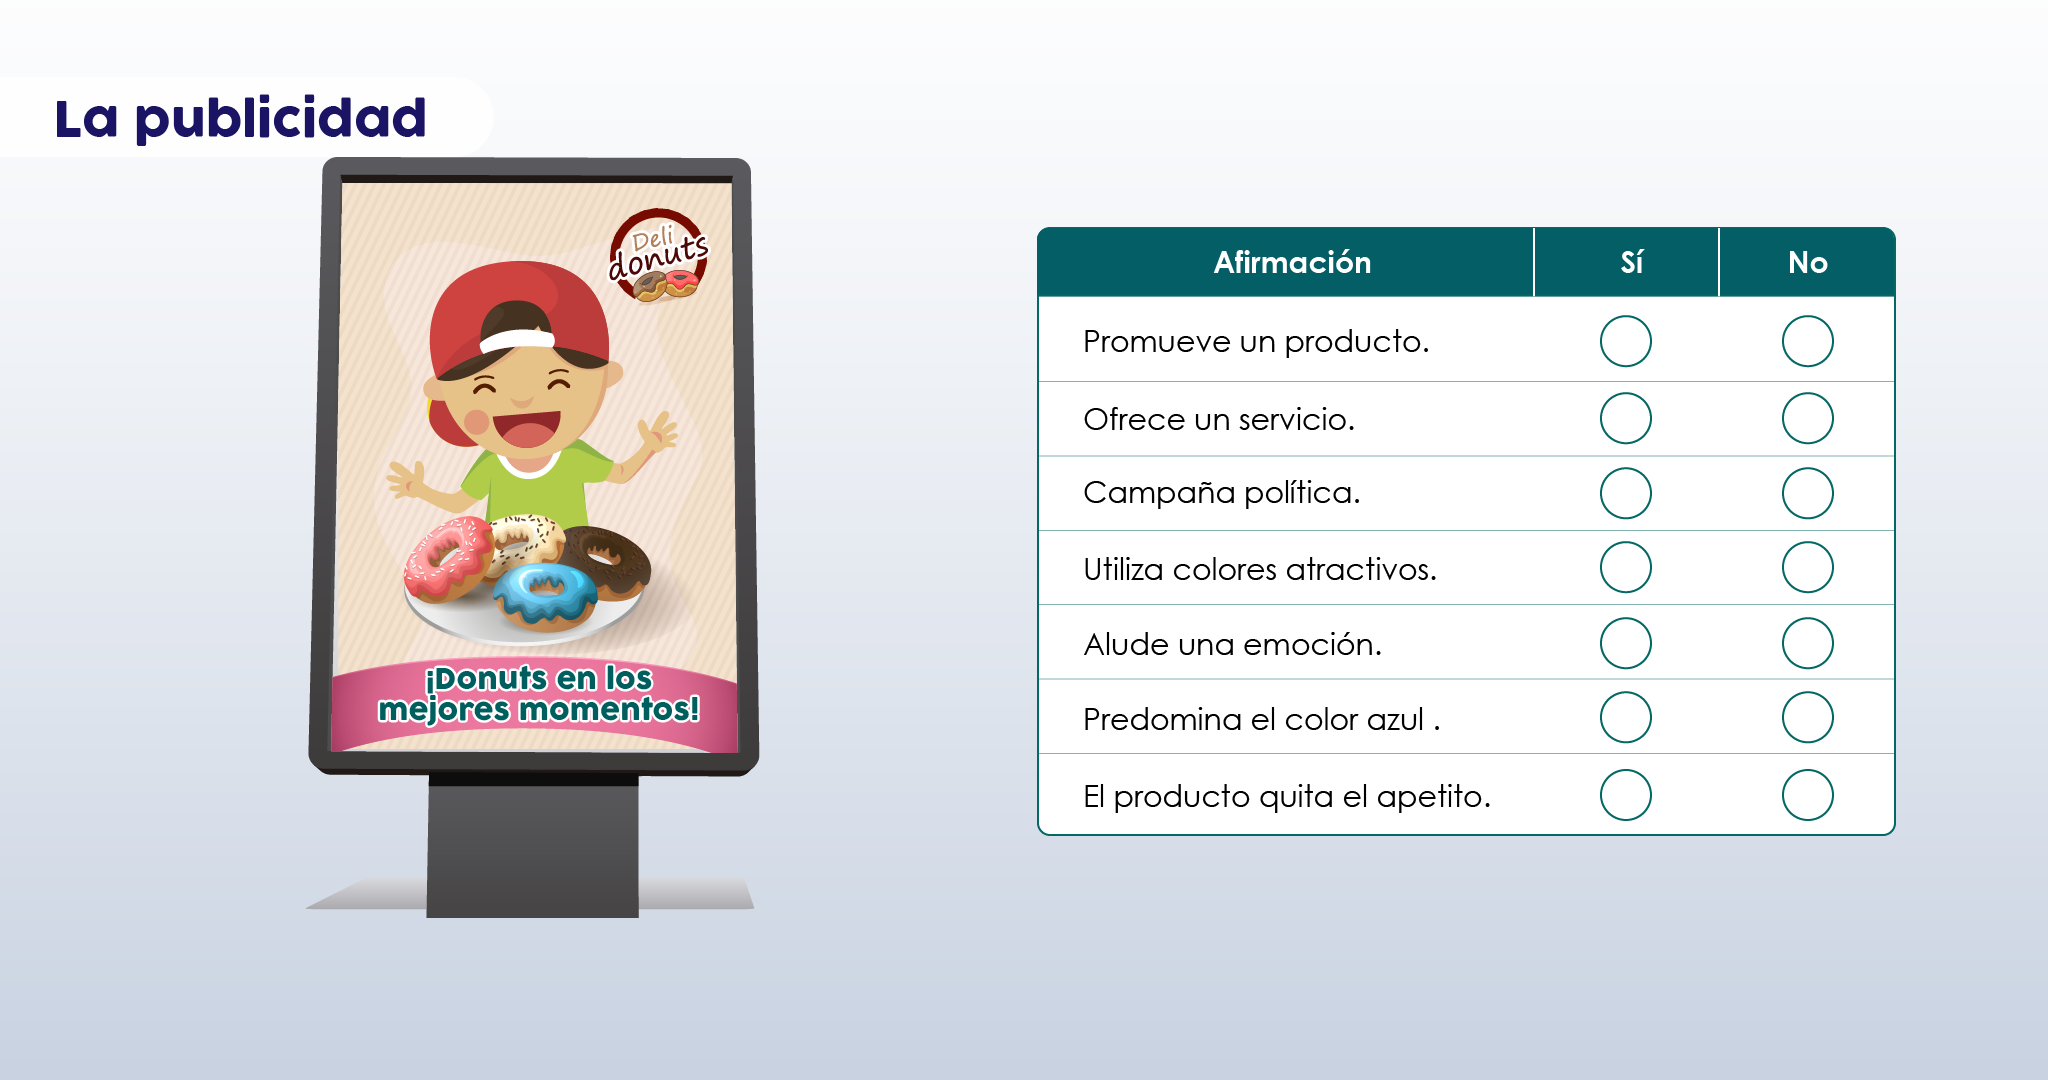 La publicidad
Deli
donuts
¡Donuts en los
mejores momentos!
Afirmación Sí No
Promueve un producto.
Ofrece un servicio.
Campaña política.
Utiliza colores atractivos.
Alude una emoción.
Predomina el color azul .
El producto quita el apetito.